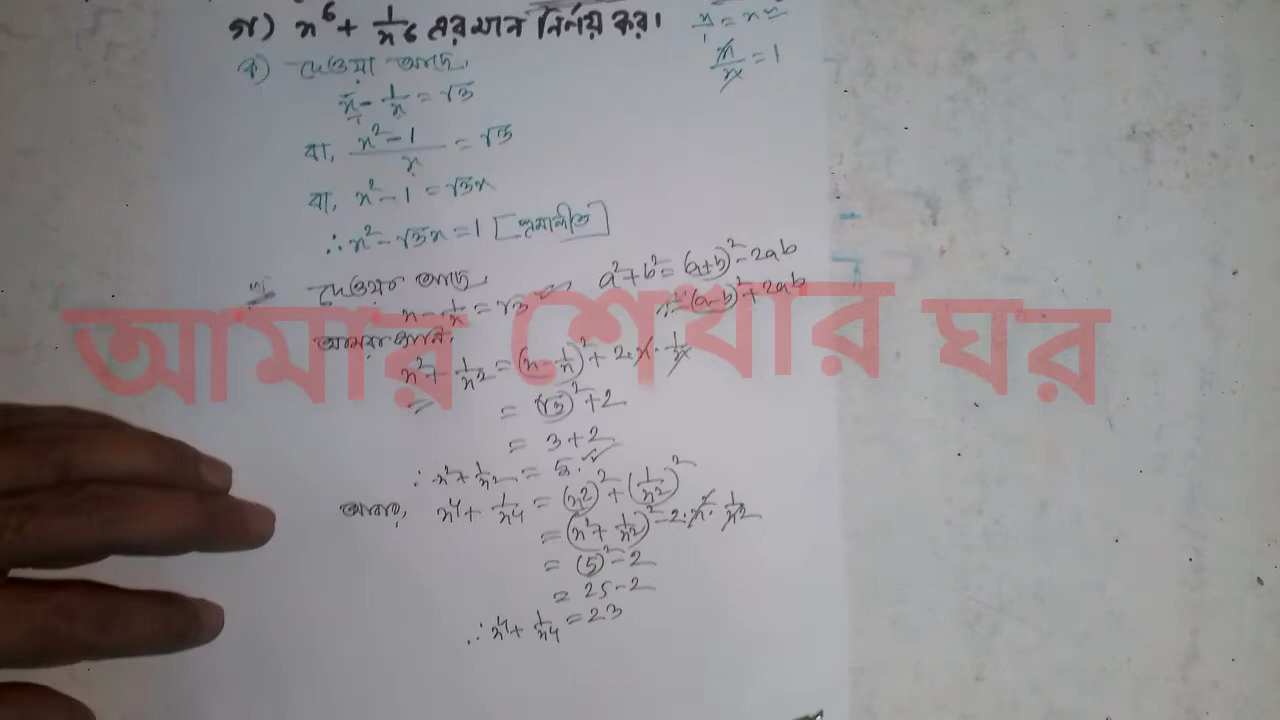 গ) x⁶ + 1/x⁶ এর মান নির্ণয় কর।
x/1 = x
x/x = 1
ক) দেওয়া আছে,
x - 1/x = √3
বা, (x² - 1)/x = √3
বা, x² - 1 = √3x
∴ x² - √3x = 1 [প্রমাণীত]
দেওয়া আছে,
x - 1/x = √3
a² + b² = (a+b)² - 2ab
= (a-b)² + 2ab
আমরা জানি,
x² + 1/x² = (x - 1/x)² + 2.x.1/x
= (√3)² + 2
= 3 + 2
∴ x² + 1/x² = 5.
আবার, x⁴ + 1/x⁴ = (x2)² + (1/x2)²
= (x² + 1/x2)² - 2.x².1/x2
= (5)² - 2
= 25 - 2
∴ x⁴ + 1/x4 = 23
আমার শেখার ঘর